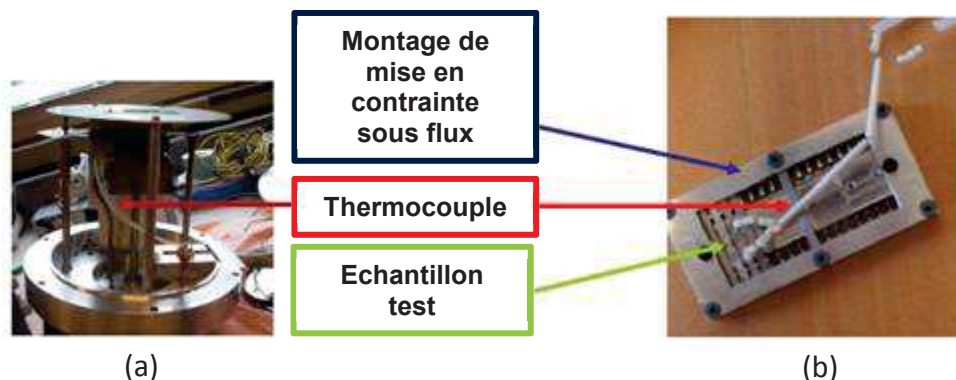 Montage de
mise en
contrainte
sous flux
Thermocouple
Echantillon
test
(a)
(b)